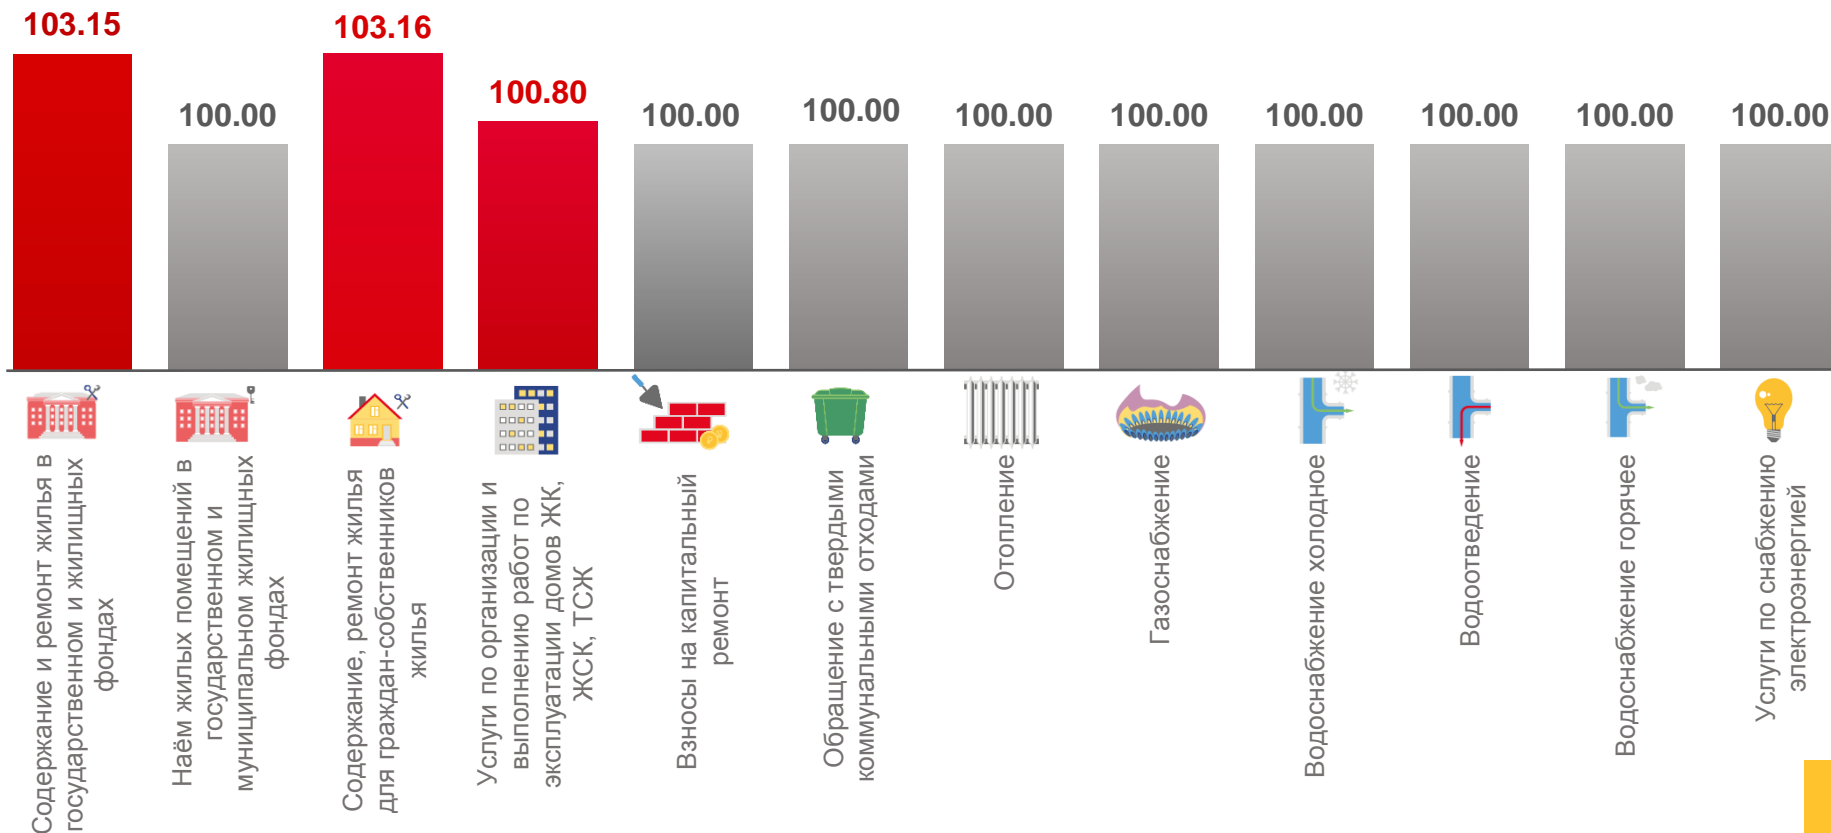 103.15
100.00
103.16
100.80
100.00
100.00
100.00
100.00
100.00
100.00
100.00
100.00
Содержание и ремонт жилья в
государственном и жилищных
фондах
Наём жилых помещений в
государственном и
муниципальном жилищных
фондах
Содержание, ремонт жилья
для граждан-собственников
жилья
Услуги по организации и
выполнению работ по
эксплуатации домов ЖК,
ЖСК, ТСЖ
Взносы на капитальный
ремонт
Обращение с твердыми
коммунальными отходами
Отопление
Газоснабжение
Водоснабжение холодное
Водоотведение
Водоснабжение горячее
Услуги по снабжению
электроэнергией